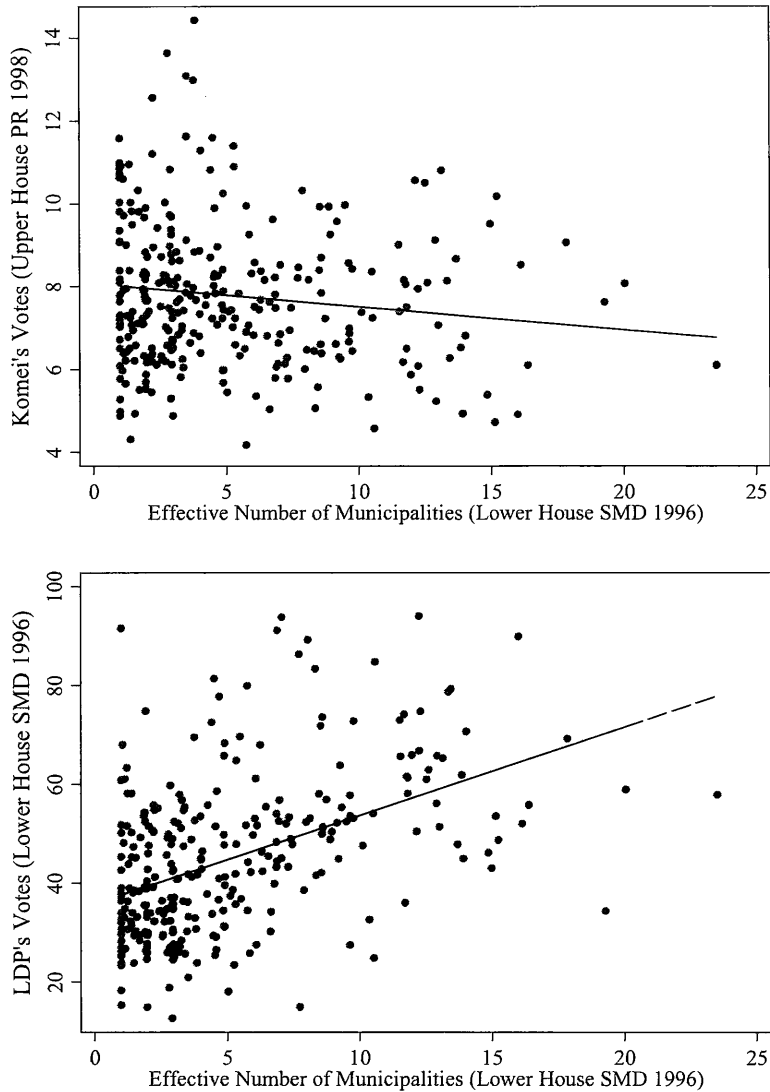 Komei's Votes (Upper House PR 1998)
14
12
10
8
6
4
0 5 10 15 20 25
Effective Number of Municipalities (Lower House SMD 1996)
LDP's Votes (Lower House SMD 1996)
100
80
60
40
20
0 5 10 15 20 25
Effective Number of Municipalities (Lower House SMD 1996)